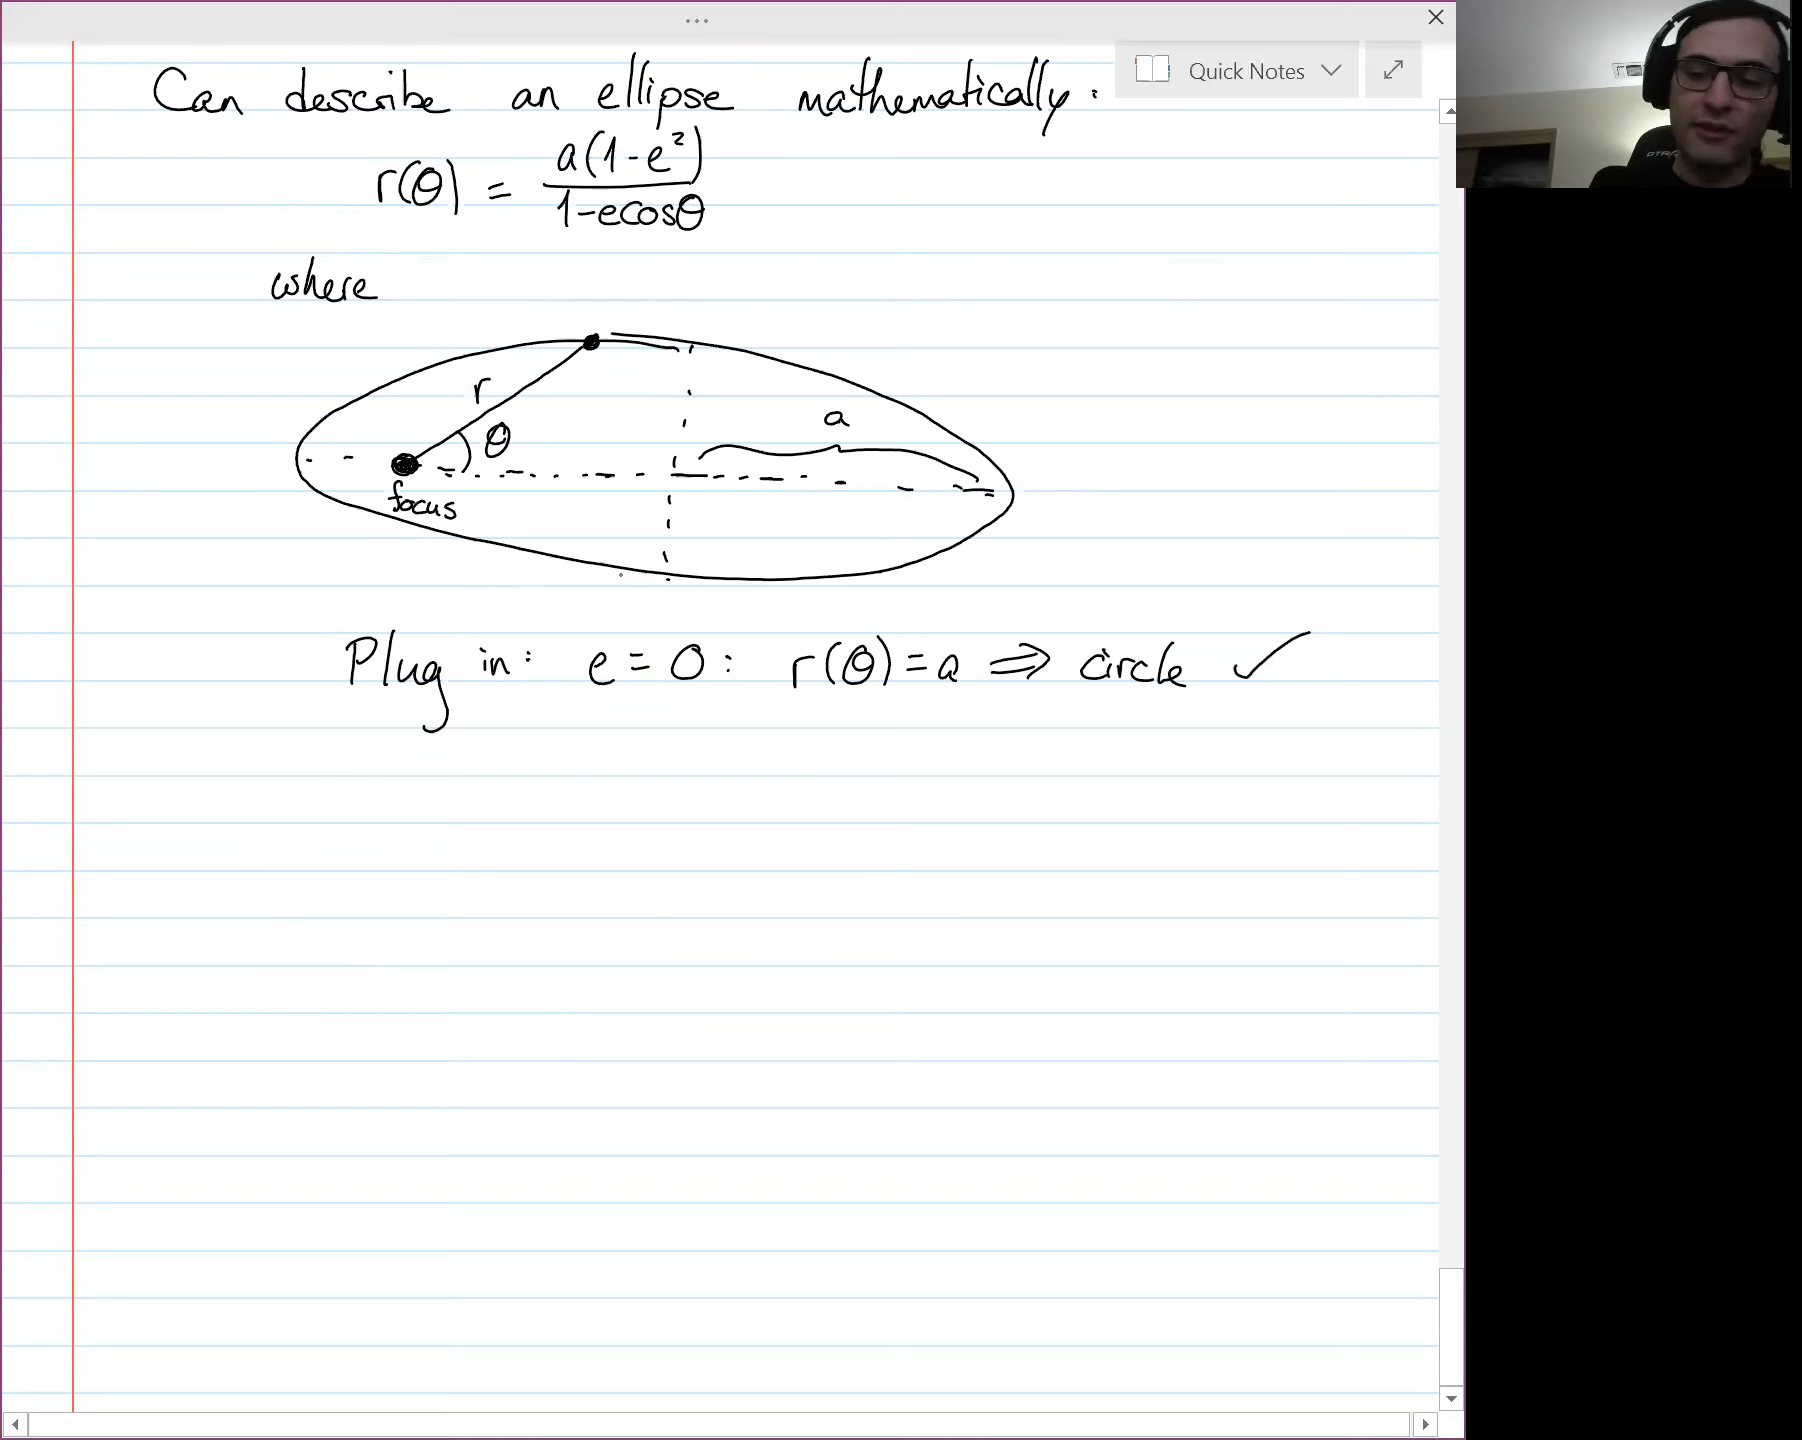 Quick Notes
Can describe an ellipse mathematically:
r(θ) = a(1-e²) / 1-ecosθ
where
r
θ
a
focus
Plug in: e = 0: r(θ) = a ⇒ circle ✓